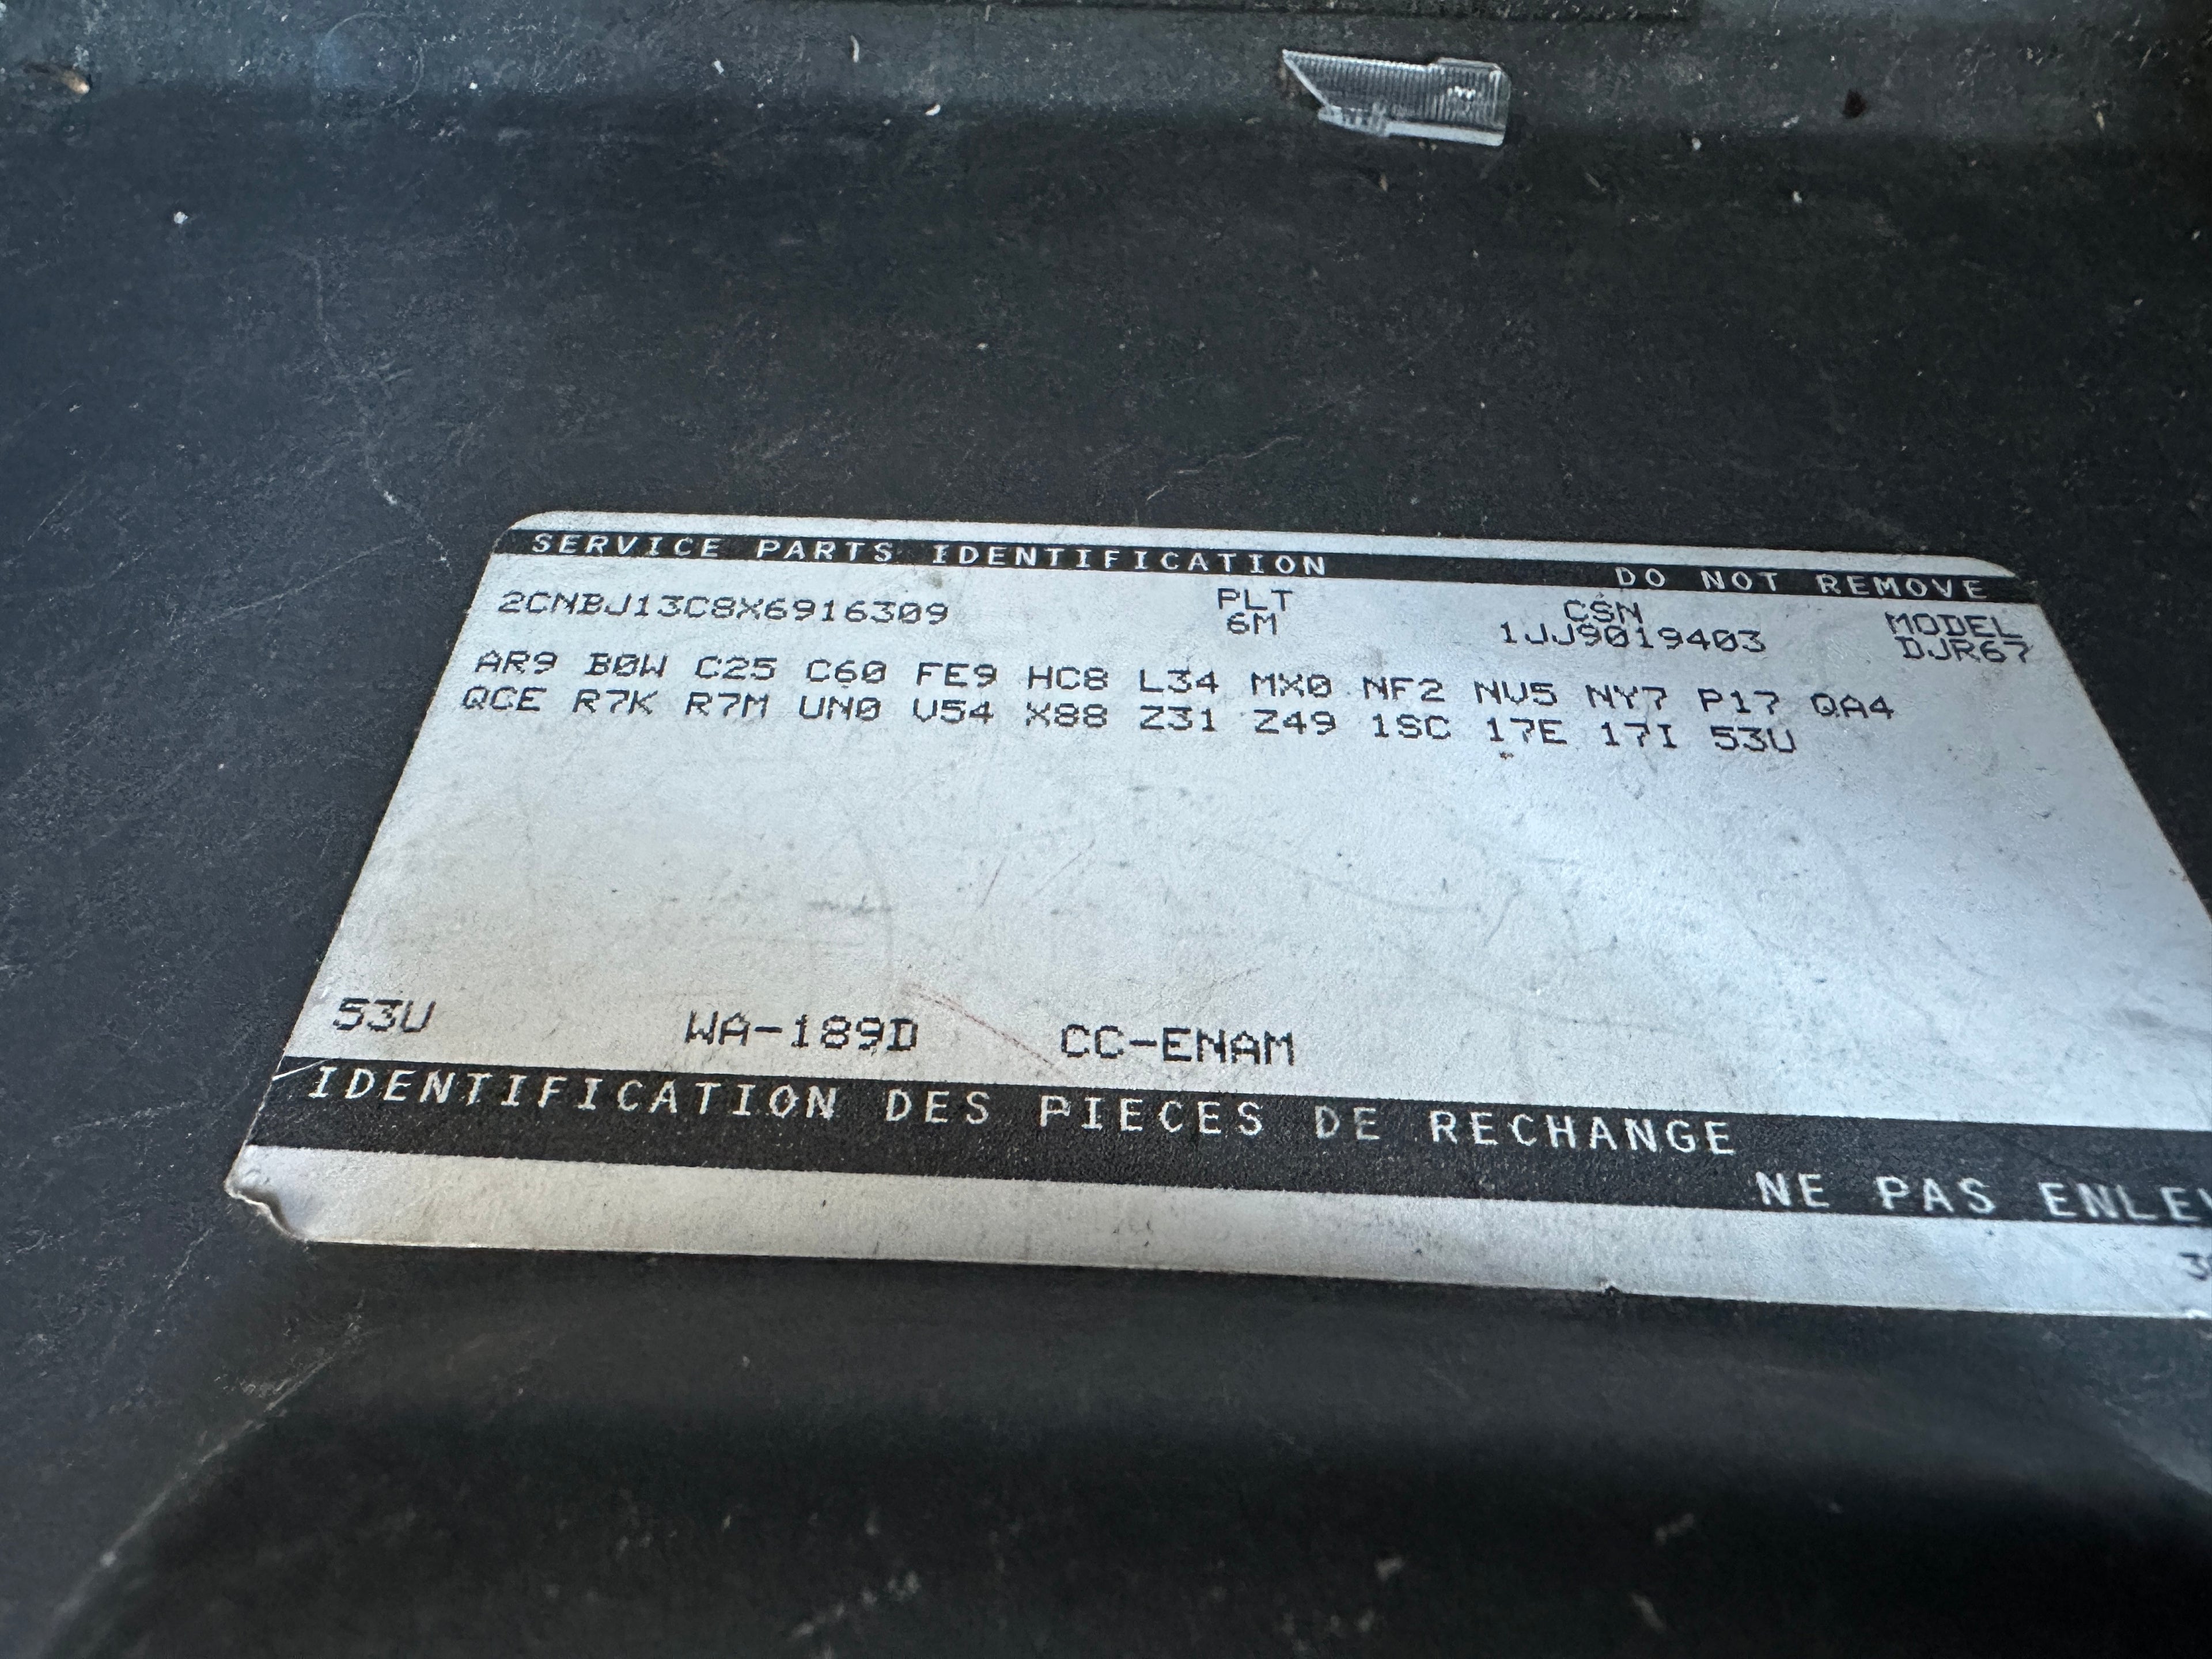 SERVICE PARTS IDENTIFICATION DO NOT REMOVE
PLT CSN MODEL
2CNBJ13C8X6916309 6M 1JJ9019403 DJR67
AR9 B0W C25 C60 FE9 HC8 L34 MX0 NF2 NV5 NY7 P17 QA4
QCE R7K R7M UN0 V54 X88 Z31 Z49 1SC 17E 17I 53U
53U WA-189D CC-ENAM
IDENTIFICATION DES PIECES DE RECHANGE
NE PAS